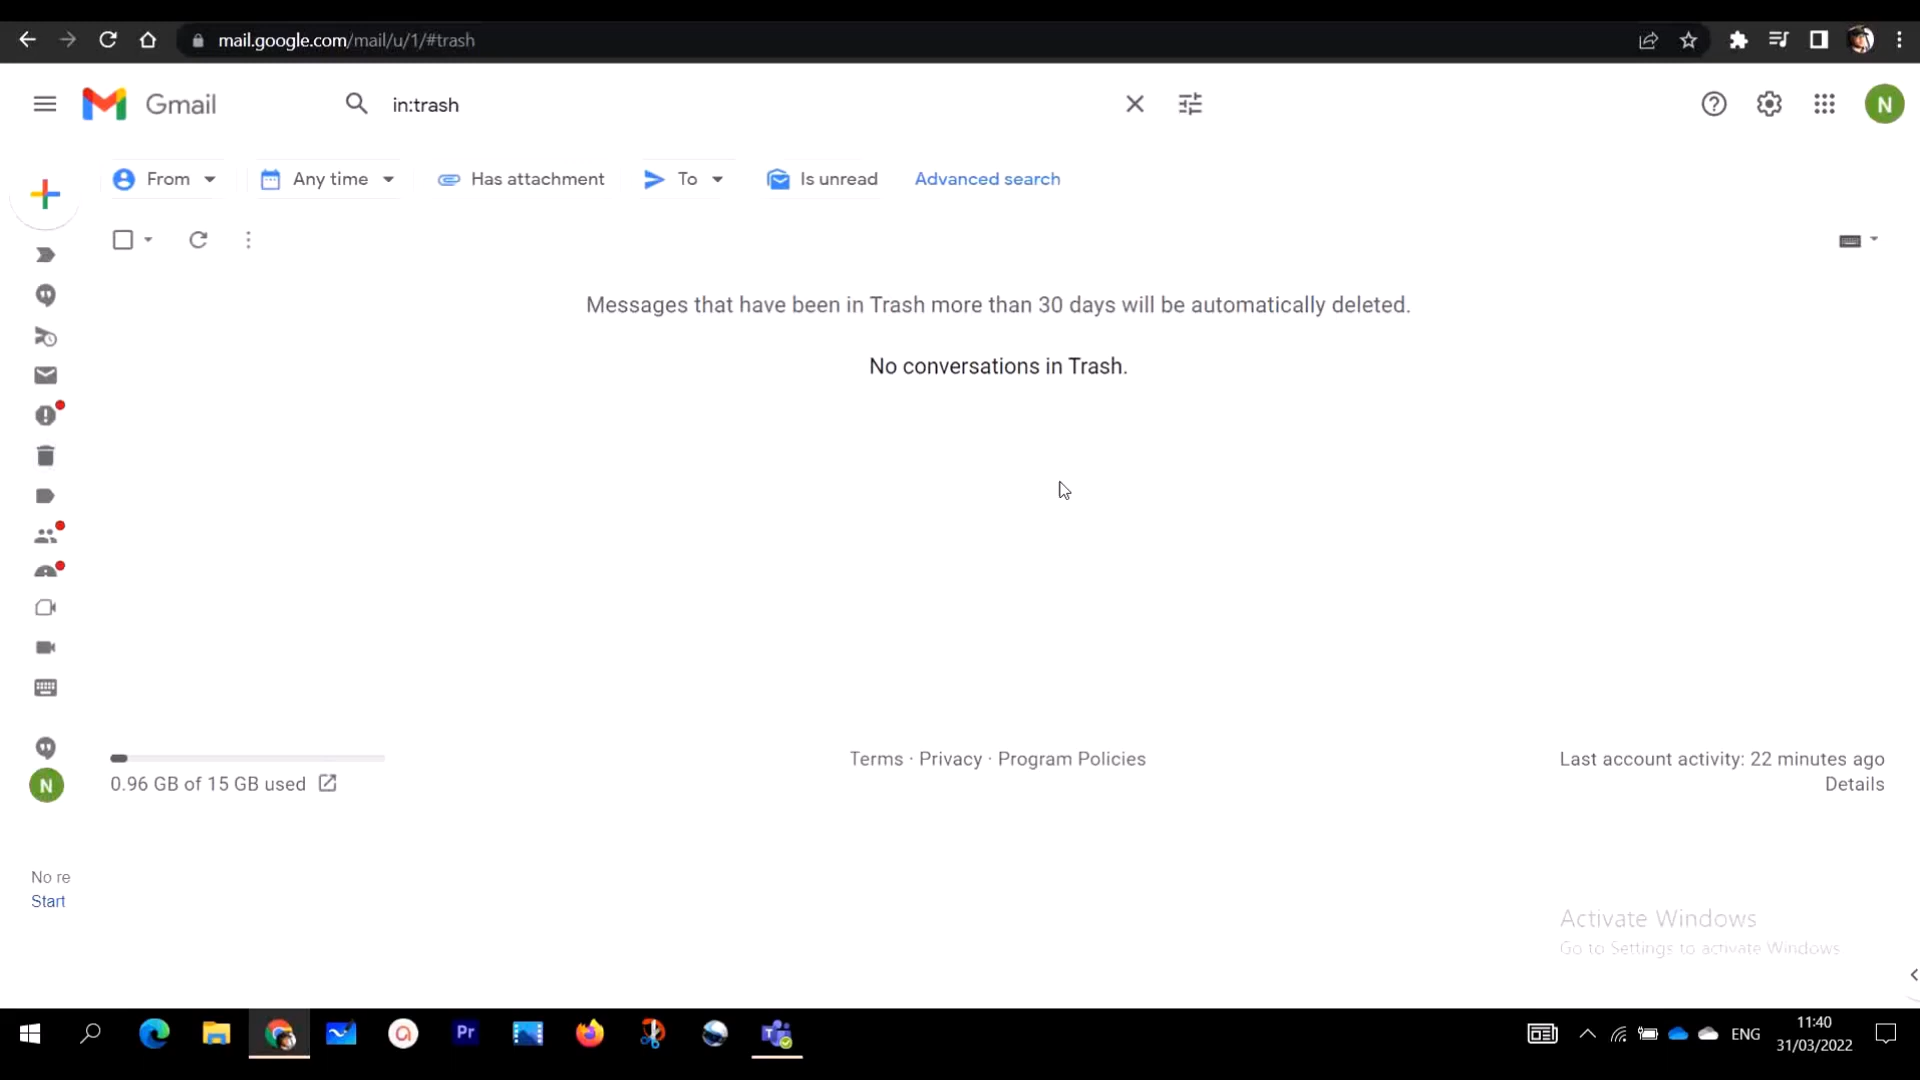 mail.google.com/mail/u/1/#trash
Gmail
in:trash
N
From
Any time
Has attachment
To
Is unread
Advanced search
Messages that have been in Trash more than 30 days will be automatically deleted.
No conversations in Trash.
0.96 GB of 15 GB used
Terms · Privacy · Program Policies
Last account activity: 22 minutes ago
Details
N
No re
Start
Activate Windows
Go to Settings to activate Windows
Pr
ENG
11:40
31/03/2022